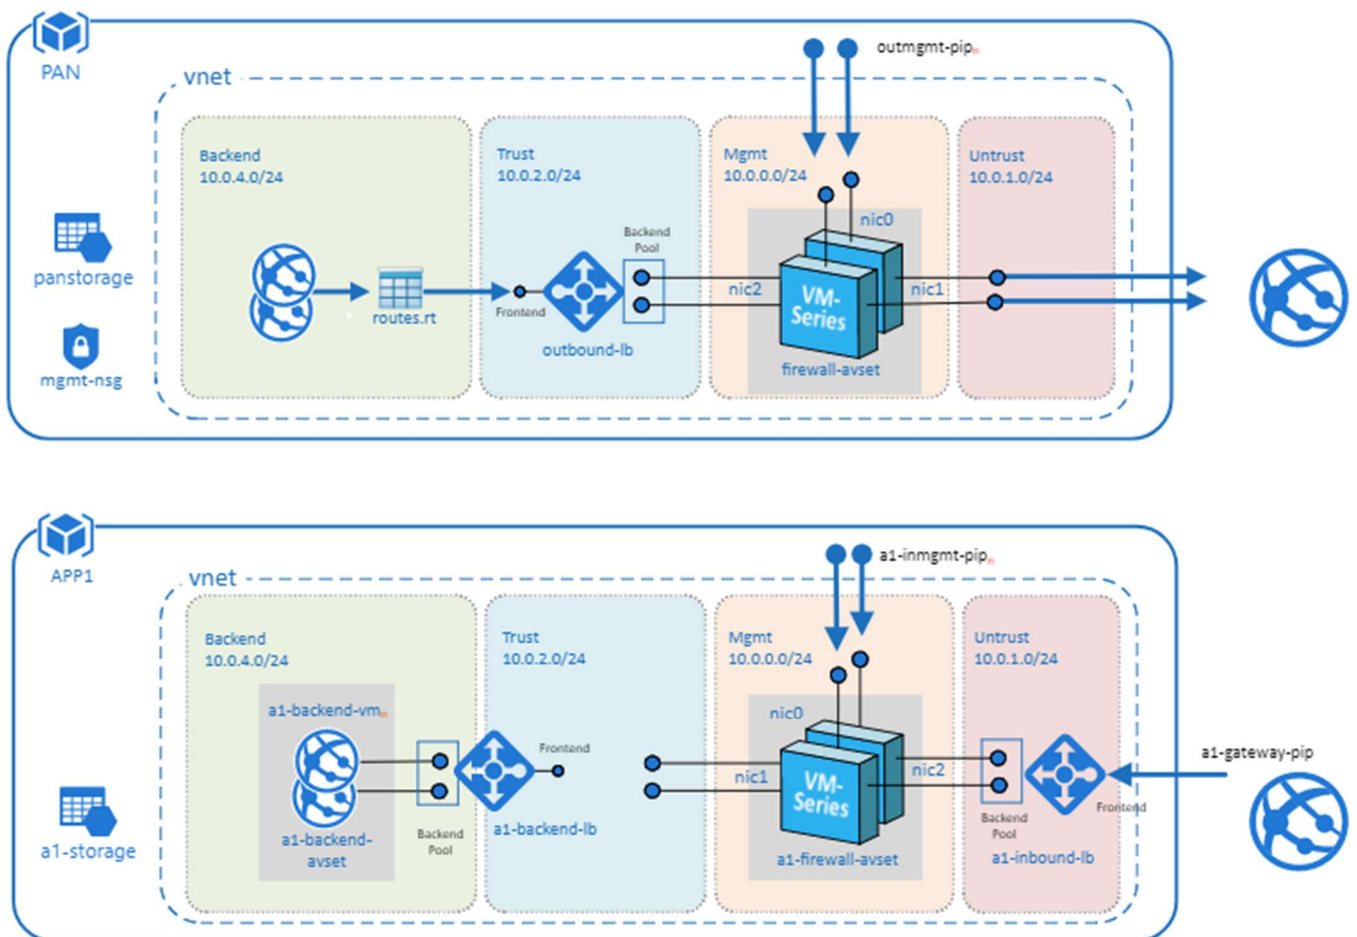 PAN
vnet
outmgmt-pipn
Backend
10.0.4.0/24
Trust
10.0.2.0/24
Mgmt
10.0.0.0/24
Untrust
10.0.1.0/24
panstorage
mgmt-nsg
routes.rt
Frontend
outbound-lb
Backend
Pool
nic2
nic0
nic1
VM-
Series
firewall-avset
APP1
vnet
a1-inmgmt-pipn
Backend
10.0.4.0/24
Trust
10.0.2.0/24
Mgmt
10.0.0.0/24
Untrust
10.0.1.0/24
a1-storage
a1-backend-vmn
a1-backend-
avset
Backend
Pool
Frontend
a1-backend-lb
nic0
nic1
nic2
VM-
Series
a1-firewall-avset
Backend
Pool
a1-inbound-lb
Frontend
a1-gateway-pip